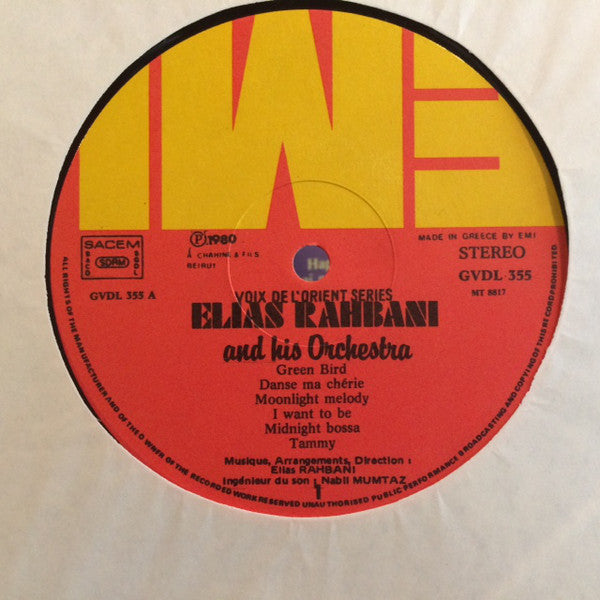 SACEM
SACD SDRM SGDL
Ⓟ 1980
A CHAHINE & FILS
BEIRUT
MADE IN GREECE BY EMI
STEREO
GVDL 355
MT 8817
GVDL 355 A
VOIX DE L'ORIENT SERIES
ELIAS RAHBANI
and his Orchestra
Green Bird
Danse ma chérie
Moonlight melody
I want to be
Midnight bossa
Tammy
Musique, Arrangements, Direction :
Elias RAHBANI
Ingénieur du son : Nabil MUMTAZ
1
ALL RIGHTS OF THE MANUFACTURER AND OF THE OWNER OF THE RECORDED WORK RESERVED UNAUTHORISED PUBLIC PERFORMANCE BROADCASTING AND COPYING OF THIS RECORD PROHIBITED